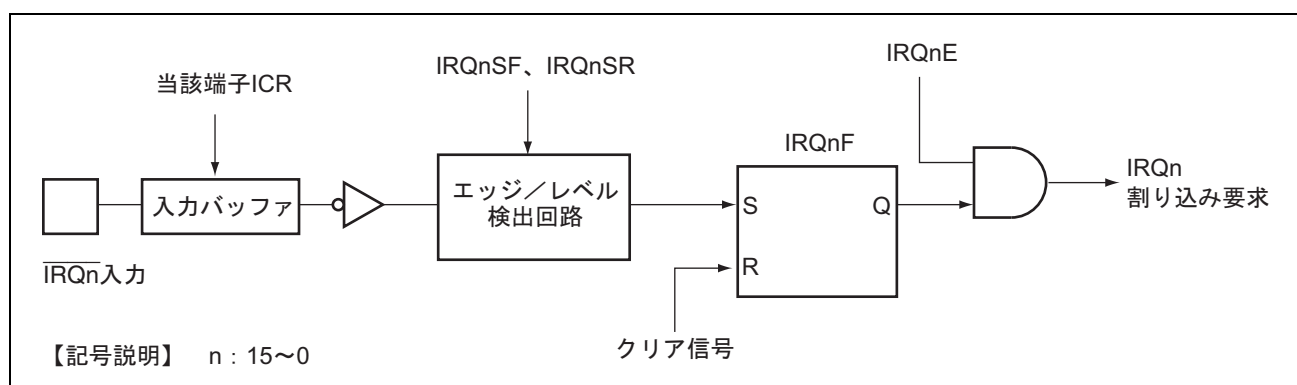 IRQnE
IRQnSF、IRQnSR
当該端子ICR
IRQnF
入力バッファ
エッジ／レベル
検出回路
S
Q
R
IRQn
割り込み要求
IRQn入力
クリア信号
【記号説明】 n：15～0